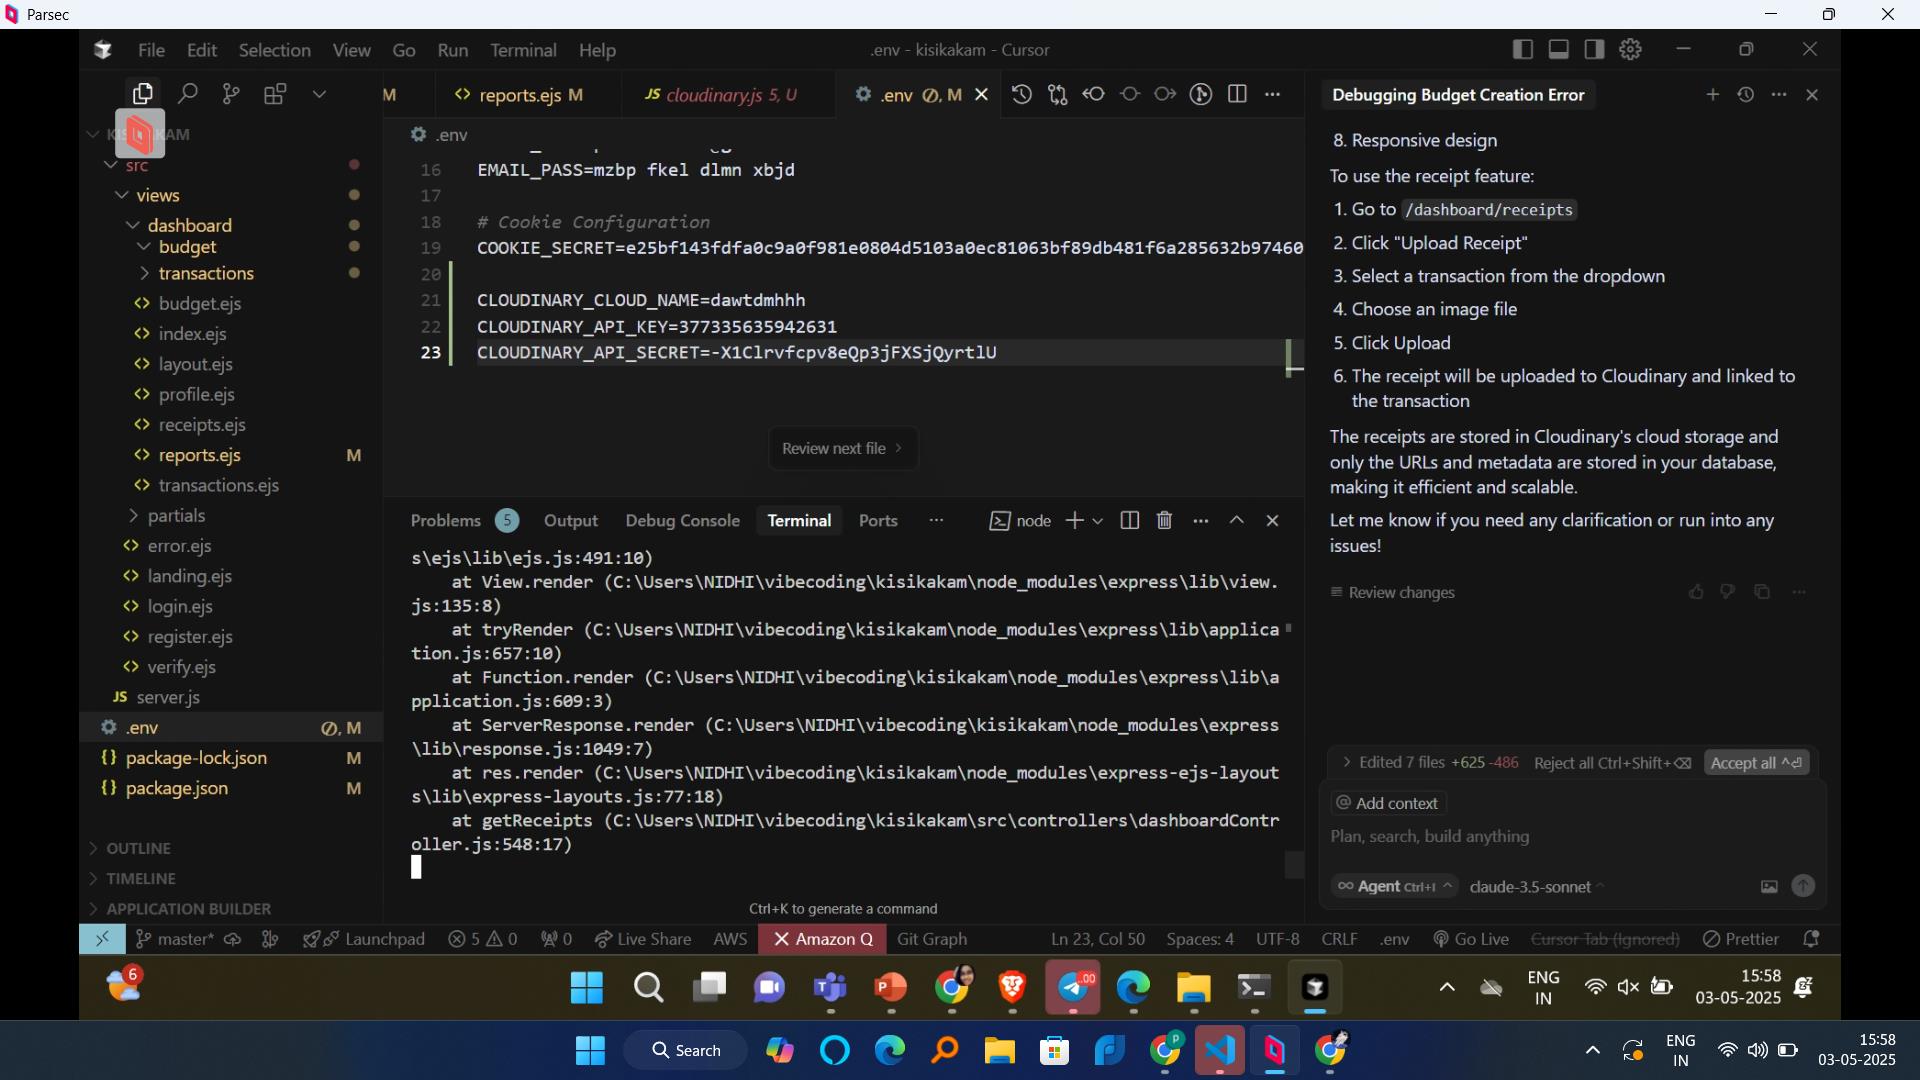 Parsec
File Edit Selection View Go Run Terminal Help
.env - kisikakam - Cursor
M
reports.ejs M
JS cloudinary.js 5, U
.env M
Debugging Budget Creation Error
src
views
dashboard
budget
transactions
budget.ejs
index.ejs
layout.ejs
profile.ejs
receipts.ejs
reports.ejs M
transactions.ejs
partials
error.ejs
landing.ejs
login.ejs
register.ejs
verify.ejs
JS server.js
.env , M
package-lock.json M
package.json M
OUTLINE
TIMELINE
APPLICATION BUILDER
.env
16 EMAIL_PASS=mzbp fkel dlmn xbjd
17
18 # Cookie Configuration
19 COOKIE_SECRET=e25bf143fdfa0c9a0f981e0804d5103a0ec81063bf89db481f6a285632b97460
20
21 CLOUDINARY_CLOUD_NAME=dawtdmhhh
22 CLOUDINARY_API_KEY=377335635942631
23 CLOUDINARY_API_SECRET=-X1Clrvfcpv8eQp3jFXSjQyrtlU
Review next file
Problems 5 Output Debug Console Terminal Ports ... node
s\ejs\lib\ejs.js:491:10)
at View.render (C:\Users\NIDHI\vibecoding\kisikakam\node_modules\express\lib\view.
js:135:8)
at tryRender (C:\Users\NIDHI\vibecoding\kisikakam\node_modules\express\lib\applica
tion.js:657:10)
at Function.render (C:\Users\NIDHI\vibecoding\kisikakam\node_modules\express\lib\a
pplication.js:609:3)
at ServerResponse.render (C:\Users\NIDHI\vibecoding\kisikakam\node_modules\express
\lib\response.js:1049:7)
at res.render (C:\Users\NIDHI\vibecoding\kisikakam\node_modules\express-ejs-layout
s\lib\express-layouts.js:77:18)
at getReceipts (C:\Users\NIDHI\vibecoding\kisikakam\src\controllers\dashboardContr
oller.js:548:17)
Ctrl+K to generate a command
8. Responsive design
To use the receipt feature:
1. Go to /dashboard/receipts
2. Click "Upload Receipt"
3. Select a transaction from the dropdown
4. Choose an image file
5. Click Upload
6. The receipt will be uploaded to Cloudinary and linked to
the transaction
The receipts are stored in Cloudinary's cloud storage and
only the URLs and metadata are stored in your database,
making it efficient and scalable.
Let me know if you need any clarification or run into any
issues!
Review changes
Edited 7 files +625 -486 Reject all Ctrl+Shift+⌫ Accept all ^⏎
@ Add context
Plan, search, build anything
∞ Agent Ctrl+I claude-3.5-sonnet
master* Launchpad 5 0 0 Live Share AWS Amazon Q Git Graph Ln 23, Col 50 Spaces: 4 UTF-8 CRLF .env Go Live Cursor Tab (Ignored) Prettier
6
.00
ENG
IN
15:58
03-05-2025
Search
P
ENG
IN
15:58
03-05-2025